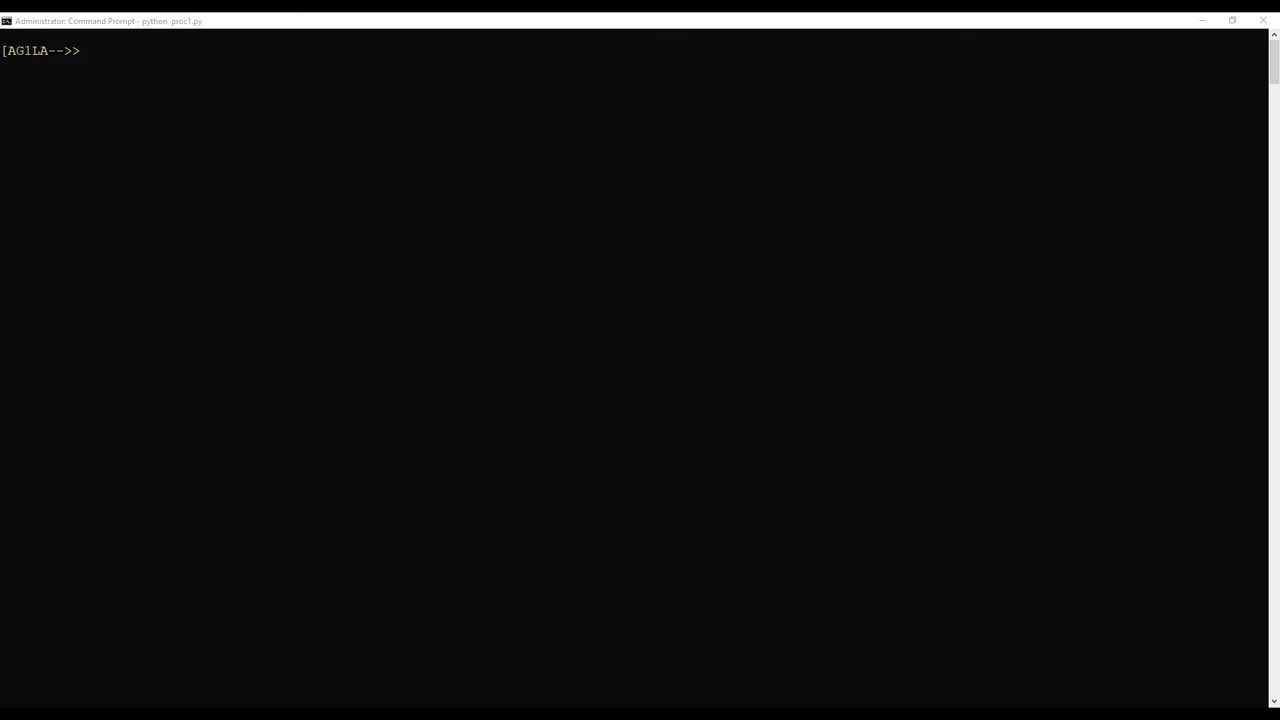 Administrator: Command Prompt - python  proc1.py
[AG1LA-->>